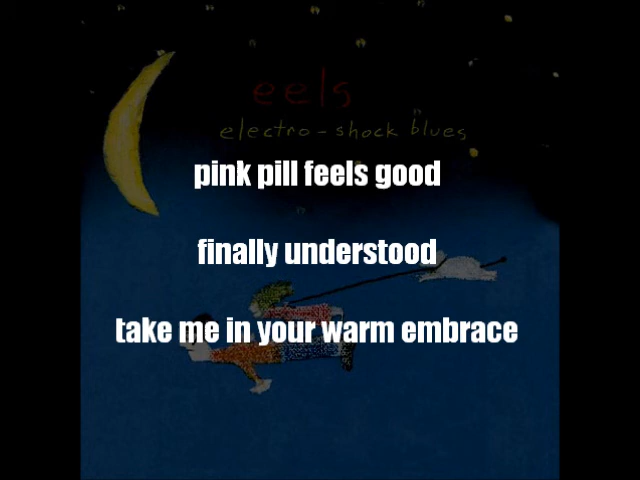 eels
electro-shock blues
pink pill feels good
finally understood
take me in your warm embrace